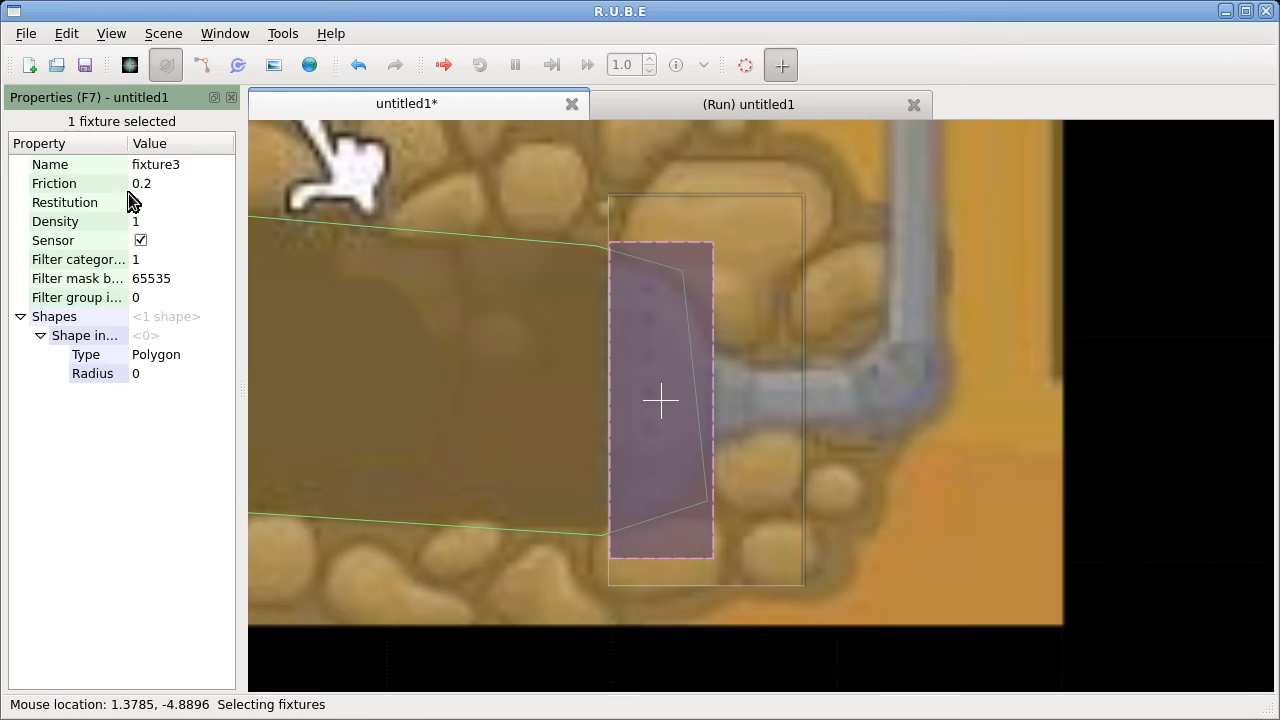 R.U.B.E
File Edit View Scene Window Tools Help
1.0
Properties (F7) - untitled1
untitled1*
(Run) untitled1
1 fixture selected
Property Value
Name fixture3
Friction 0.2
Restitution
Density 1
Sensor
Filter categor... 1
Filter mask b... 65535
Filter group i... 0
Shapes <1 shape>
Shape in... <0>
Type Polygon
Radius 0
Mouse location: 1.3785, -4.8896 Selecting fixtures